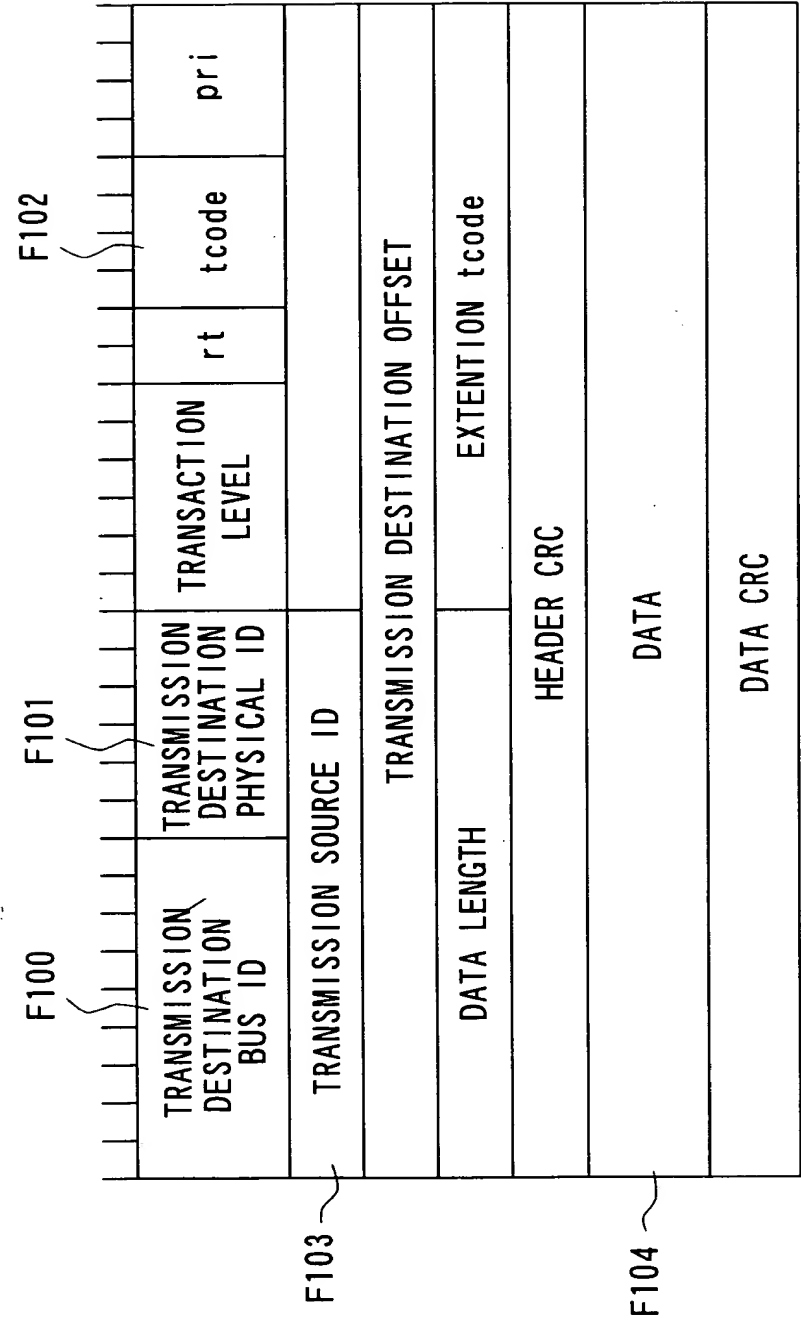 F100
F101
F102
TRANSMISSION
DESTINATION
BUS ID
TRANSMISSION
DESTINATION
PHYSICAL ID
TRANSACTION
LEVEL
rt
tcode
pri
F103
TRANSMISSION SOURCE ID
TRANSMISSION DESTINATION OFFSET
DATA LENGTH
EXTENTION tcode
HEADER CRC
F104
DATA
DATA CRC